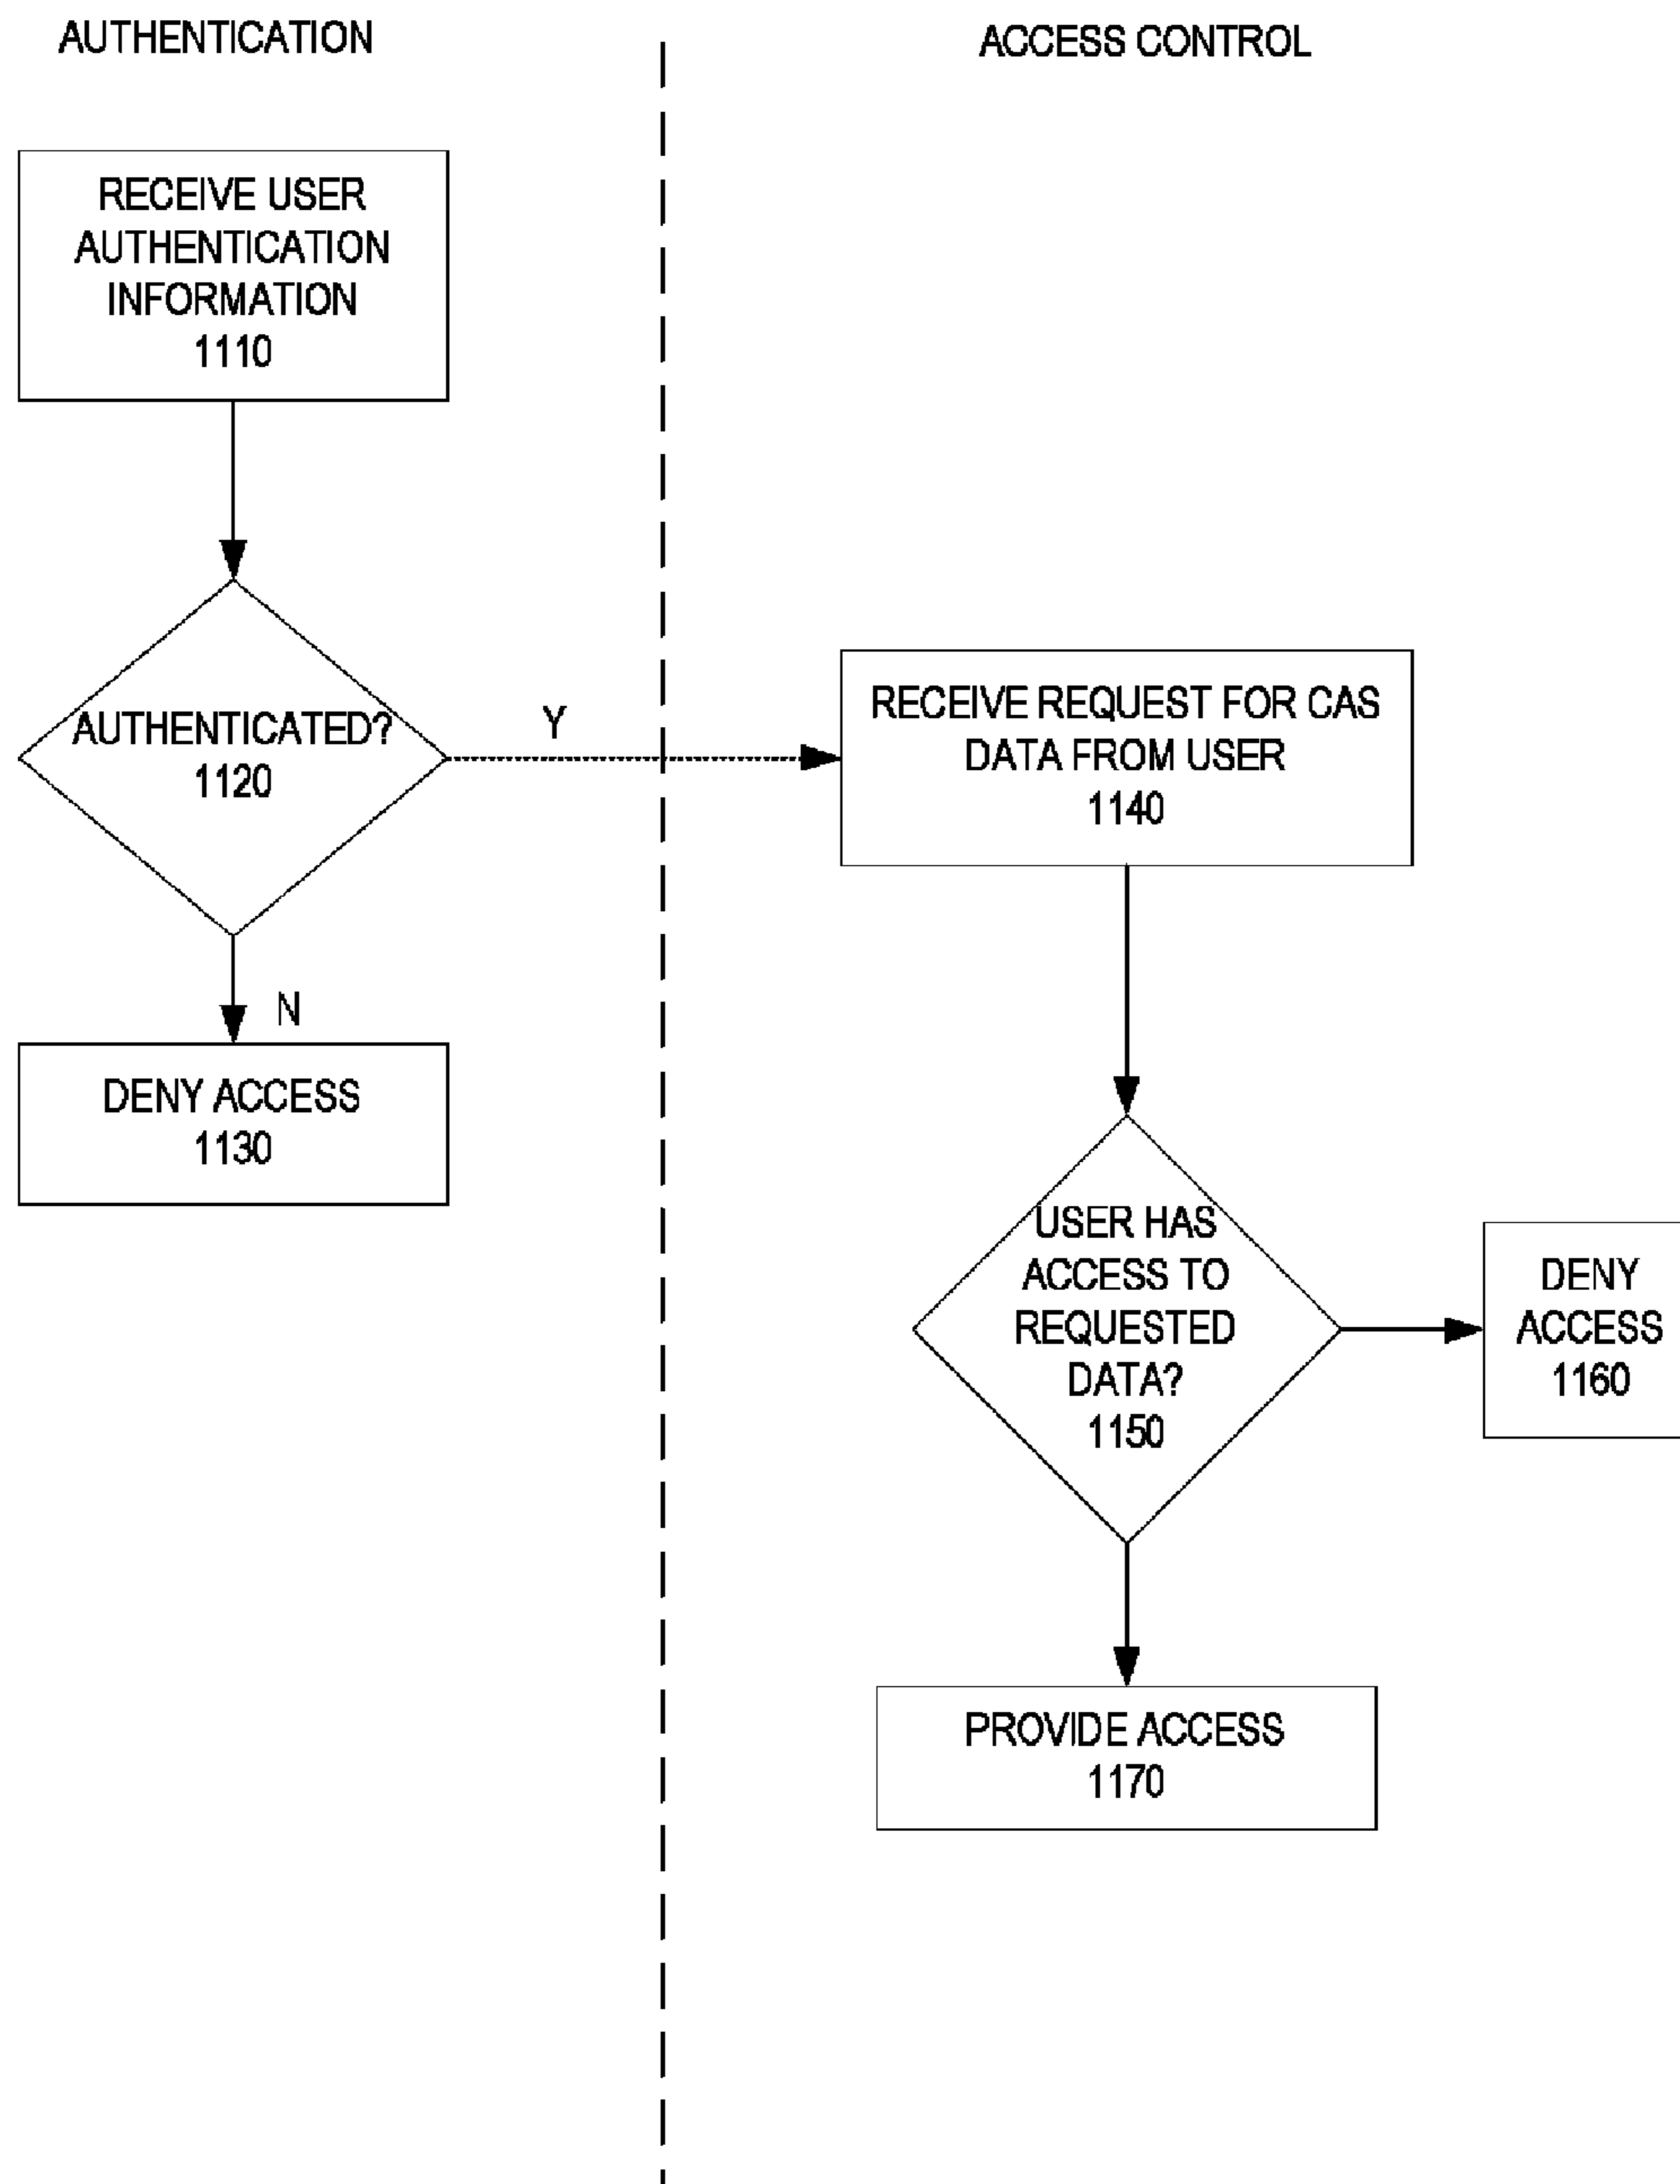 AUTHENTICATION
ACCESS CONTROL
RECEIVE USER
AUTHENTICATION
INFORMATION
1110
AUTHENTICATED?
1120
Y
N
DENY ACCESS
1130
RECEIVE REQUEST FOR CAS
DATA FROM USER
1140
USER HAS
ACCESS TO
REQUESTED
DATA?
1150
DENY
ACCESS
1160
PROVIDE ACCESS
1170